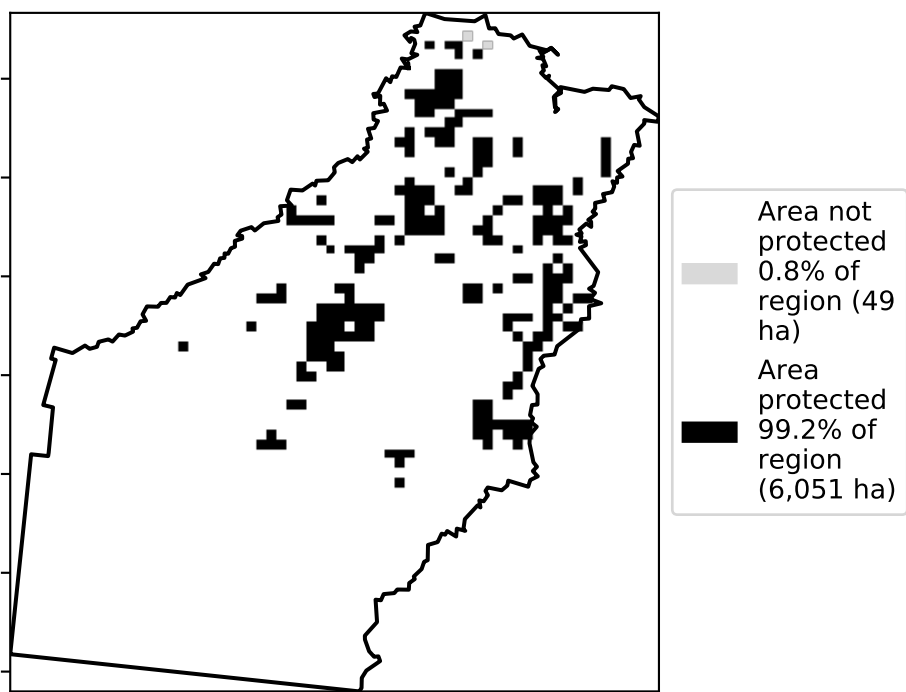 Area not
protected
0.8% of
region (49
ha)
Area
protected
99.2% of
region
(6,051 ha)